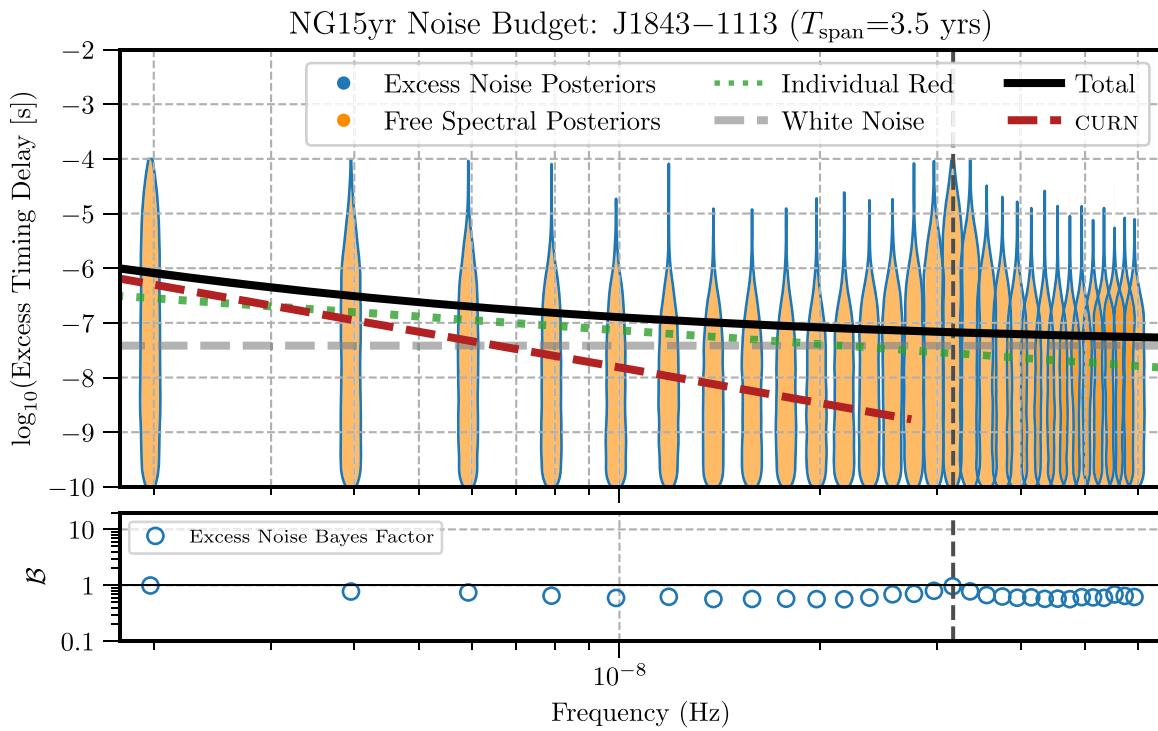 NG15yr Noise Budget: J1843−1113 (T_span=3.5 yrs)
Excess Noise Posteriors
Free Spectral Posteriors
Individual Red
White Noise
Total
CURN
log₁₀(Excess Timing Delay [s])
−2
−3
−4
−5
−6
−7
−8
−9
−10
Excess Noise Bayes Factor
ℬ
10
1
0.1
10⁻⁸
Frequency (Hz)